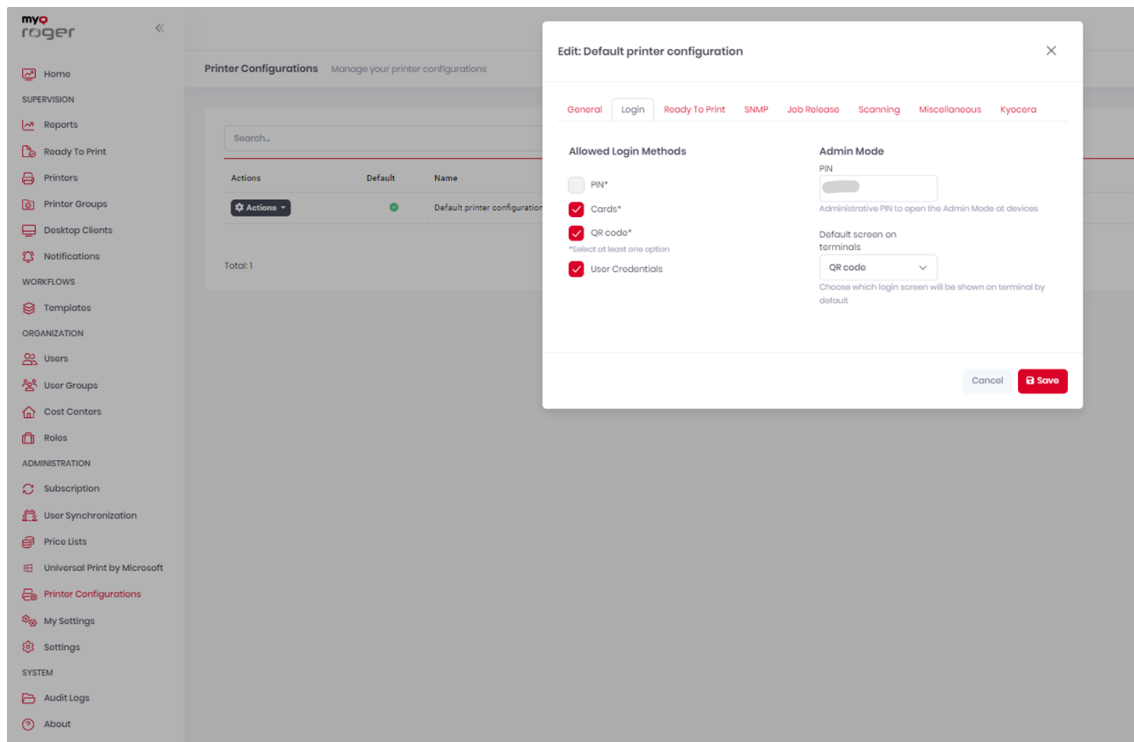 myQ
roger
Home
SUPERVISION
Reports
Ready To Print
Printers
Printer Groups
Desktop Clients
Notifications
WORKFLOWS
Templates
ORGANIZATION
Users
User Groups
Cost Centers
Roles
ADMINISTRATION
Subscription
User Synchronization
Price Lists
Universal Print by Microsoft
Printer Configurations
My Settings
Settings
SYSTEM
Audit Logs
About
Printer Configurations Manage your printer configurations
Search...
Actions Default Name
Actions Default printer configuration
Total: 1
Edit: Default printer configuration
General Login Ready To Print SNMP Job Release Scanning Miscellaneous Kyocera
Allowed Login Methods
PIN*
Cards*
QR code*
*Select at least one option
User Credentials
Admin Mode
PIN
Administrative PIN to open the Admin Mode at devices
Default screen on
terminals
QR code
Choose which login screen will be shown on terminal by
default
Cancel Save